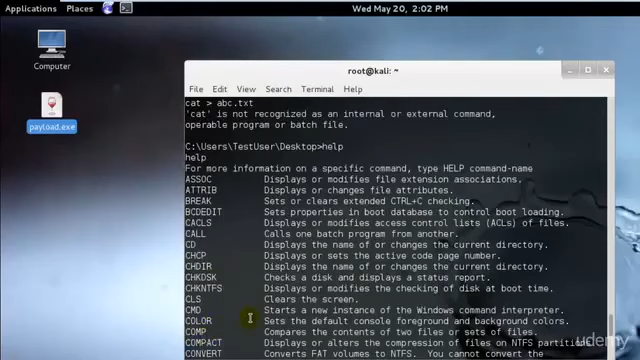 Applications Places Wed May 20, 2:02 PM
Computer
payload.exe
root@kali: ~
File Edit View Search Terminal Help
cat > abc.txt
'cat' is not recognized as an internal or external command,
operable program or batch file.
C:\Users\TestUser\Desktop>help
help
For more information on a specific command, type HELP command-name
ASSOC Displays or modifies file extension associations.
ATTRIB Displays or changes file attributes.
BREAK Sets or clears extended CTRL+C checking.
BCDEDIT Sets properties in boot database to control boot loading.
CACLS Displays or modifies access control lists (ACLs) of files.
CALL Calls one batch program from another.
CD Displays the name of or changes the current directory.
CHCP Displays or sets the active code page number.
CHDIR Displays the name of or changes the current directory.
CHKDSK Checks a disk and displays a status report.
CHKNTFS Displays or modifies the checking of disk at boot time.
CLS Clears the screen.
CMD Starts a new instance of the Windows command interpreter.
COLOR Sets the default console foreground and background colors.
COMP Compares the contents of two files or sets of files.
COMPACT Displays or alters the compression of files on NTFS partitions.
CONVERT Converts FAT volumes to NTFS. You cannot convert the
udemy